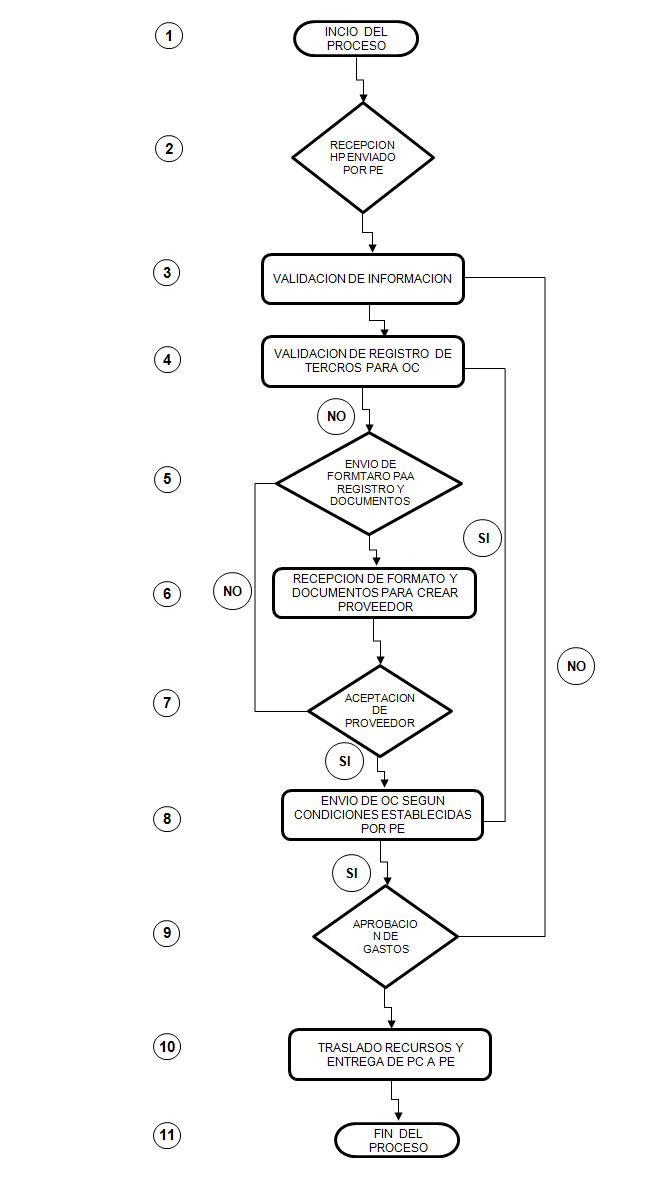 1
INCIO DEL
PROCESO
2
RECEPCION
HP ENVIADO
POR PE
3
VALIDACION DE INFORMACION
4
VALIDACION DE REGISTRO DE
TERCROS PARA OC
NO
5
ENVIO DE
FORMTARO PAA
REGISTRO Y
DOCUMENTOS
SI
6
NO
RECEPCION DE FORMATO Y
DOCUMENTOS PARA CREAR
PROVEEDOR
NO
7
ACEPTACION
DE
PROVEEDOR
SI
8
ENVIO DE OC SEGUN
CONDICIONES ESTABLECIDAS
POR PE
SI
9
APROBACIO
N DE
GASTOS
10
TRASLADO RECURSOS Y
ENTREGA DE PC A PE
11
FIN DEL
PROCESO